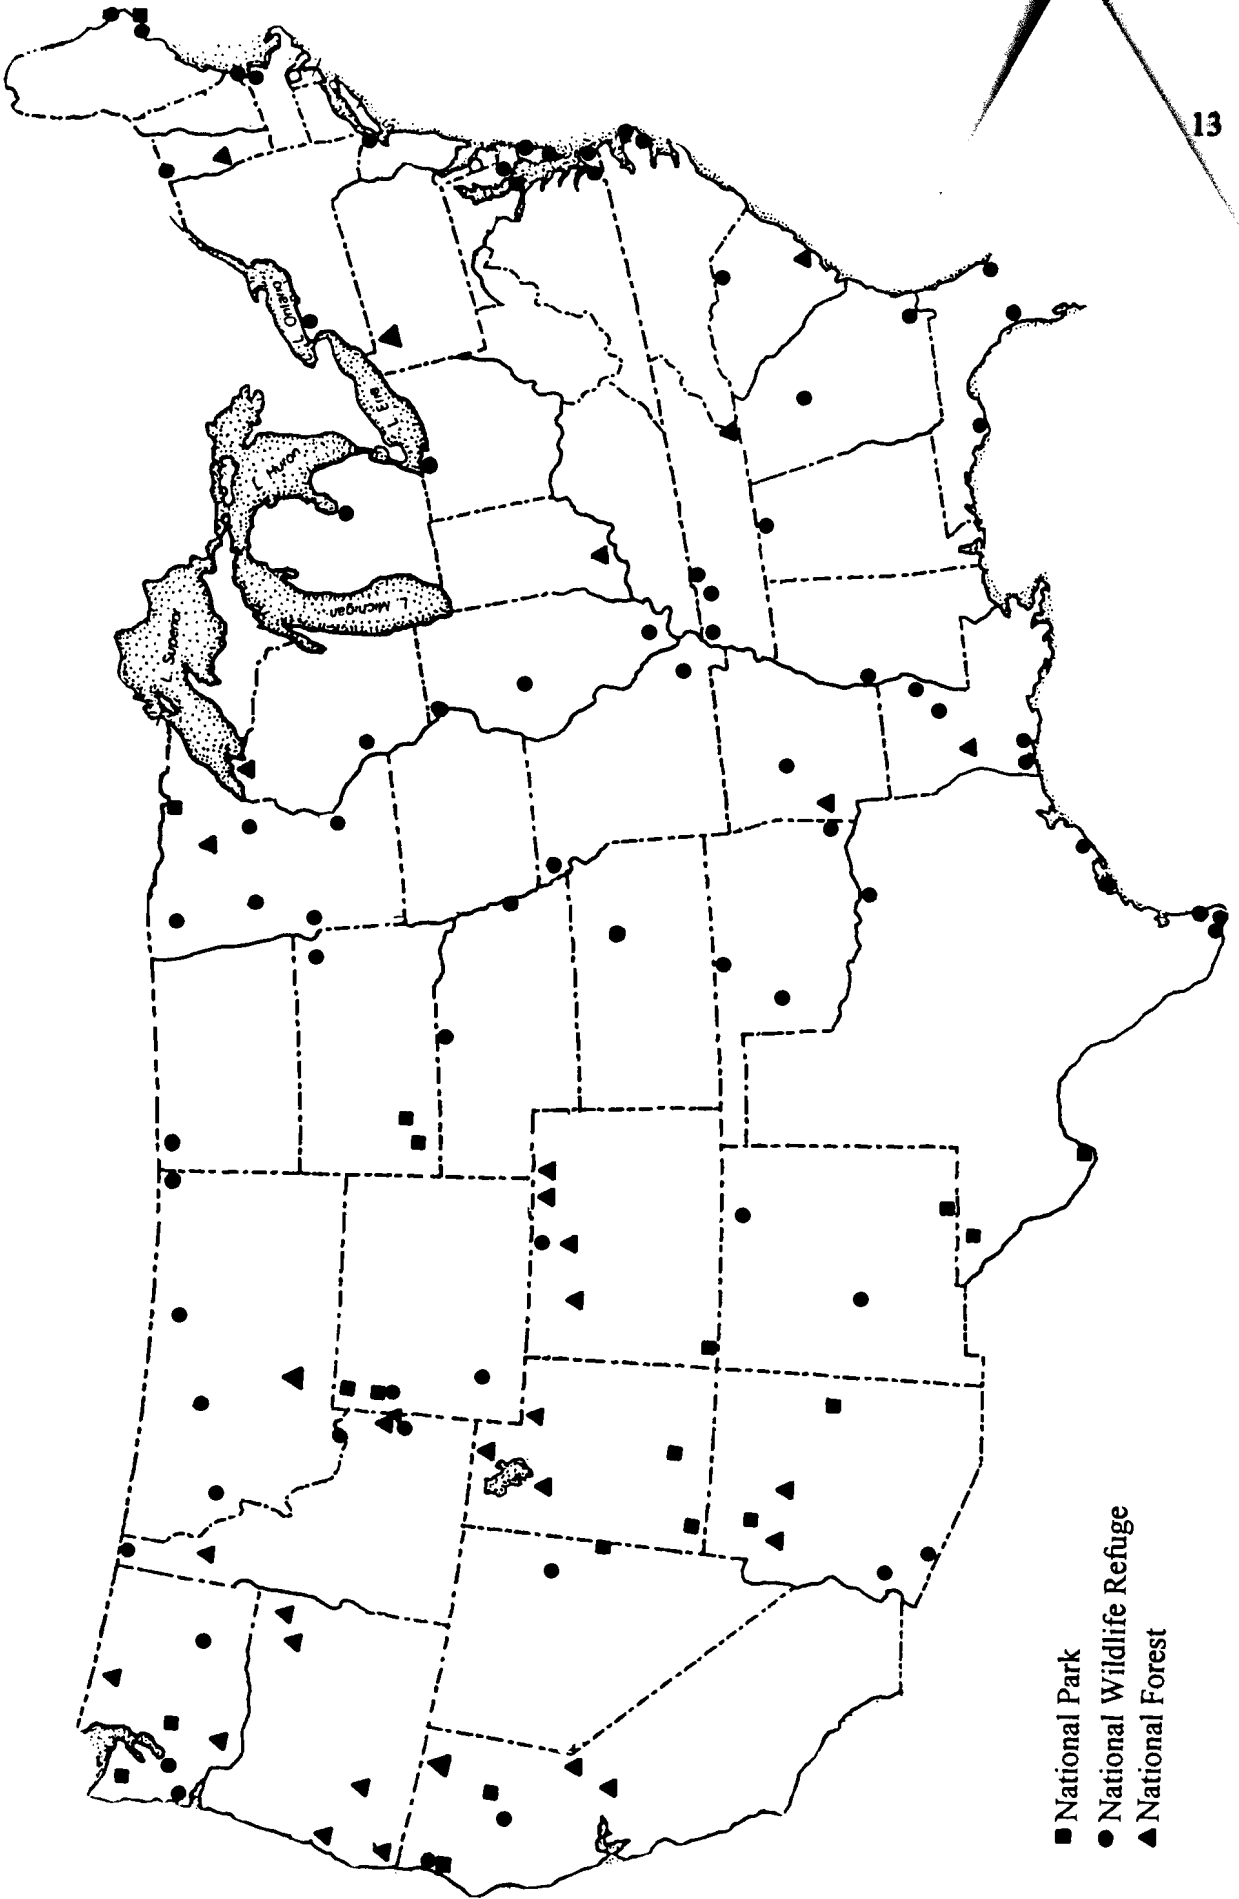 13
L. Superior
L. Michigan
L. Huron
L. Erie
L. Ontario
National Park
National Wildlife Refuge
National Forest